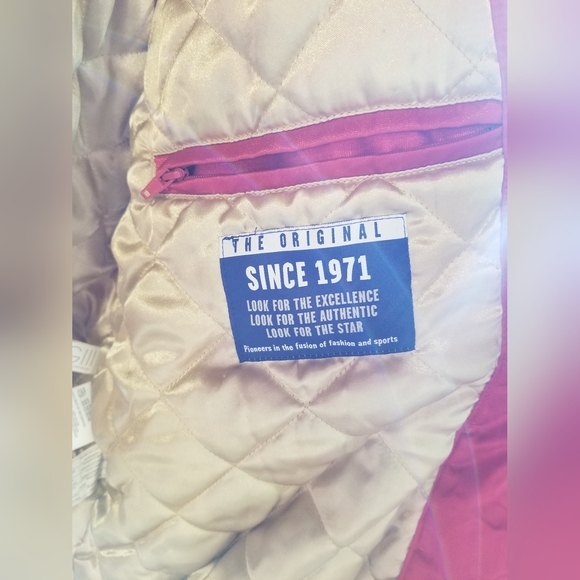 THE ORIGINAL
SINCE 1971
LOOK FOR THE EXCELLENCE
LOOK FOR THE AUTHENTIC
LOOK FOR THE STAR
Pioneers in the fusion of fashion and sports